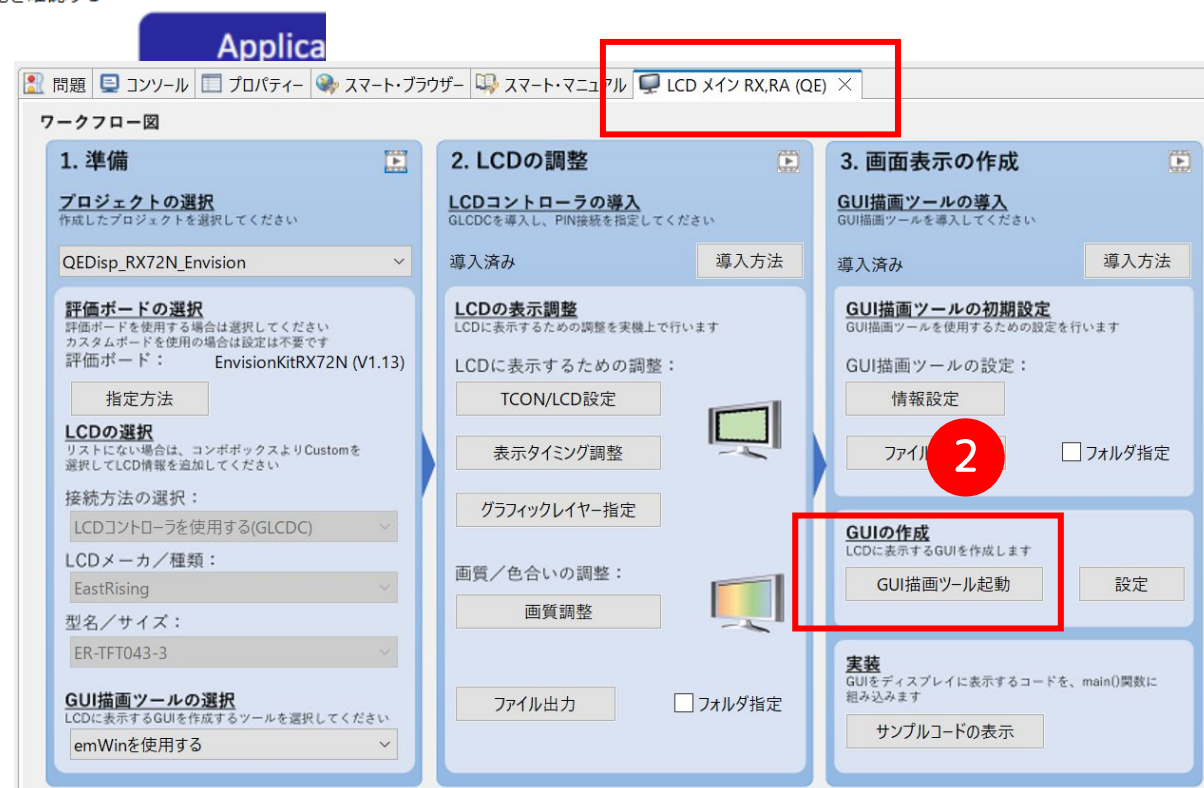 Applica
問題 コンソール プロパティー スマート・ブラウザー スマート・マニュアル LCD メイン RX,RA (QE)
ワークフロー図
1. 準備
プロジェクトの選択
作成したプロジェクトを選択してください
QEDisp_RX72N_Envision
評価ボードの選択
評価ボードを使用する場合は選択してください
カスタムボードを使用の場合は設定は不要です
評価ボード： EnvisionKitRX72N (V1.13)
指定方法
LCDの選択
リストにない場合は、コンボボックスよりCustomを
選択してLCD情報を追加してください
接続方法の選択：
LCDコントローラを使用する(GLCDC)
LCDメーカ／種類：
EastRising
型名／サイズ：
ER-TFT043-3
GUI描画ツールの選択
LCDに表示するGUIを作成するツールを選択してください
emWinを使用する
2. LCDの調整
LCDコントローラの導入
GLCDCを導入し、PIN接続を指定してください
導入済み 導入方法
LCDの表示調整
LCDに表示するための調整を実機上で行います
LCDに表示するための調整：
TCON/LCD設定
表示タイミング調整
グラフィックレイヤー指定
画質／色合いの調整：
画質調整
ファイル出力 フォルダ指定
3. 画面表示の作成
GUI描画ツールの導入
GUI描画ツールを導入してください
導入済み 導入方法
GUI描画ツールの初期設定
GUI描画ツールを使用するための設定を行います
GUI描画ツールの設定：
情報設定
ファイル 2 フォルダ指定
GUIの作成
LCDに表示するGUIを作成します
GUI描画ツール起動 設定
実装
GUIをディスプレイに表示するコードを、main()関数に
組み込みます
サンプルコードの表示